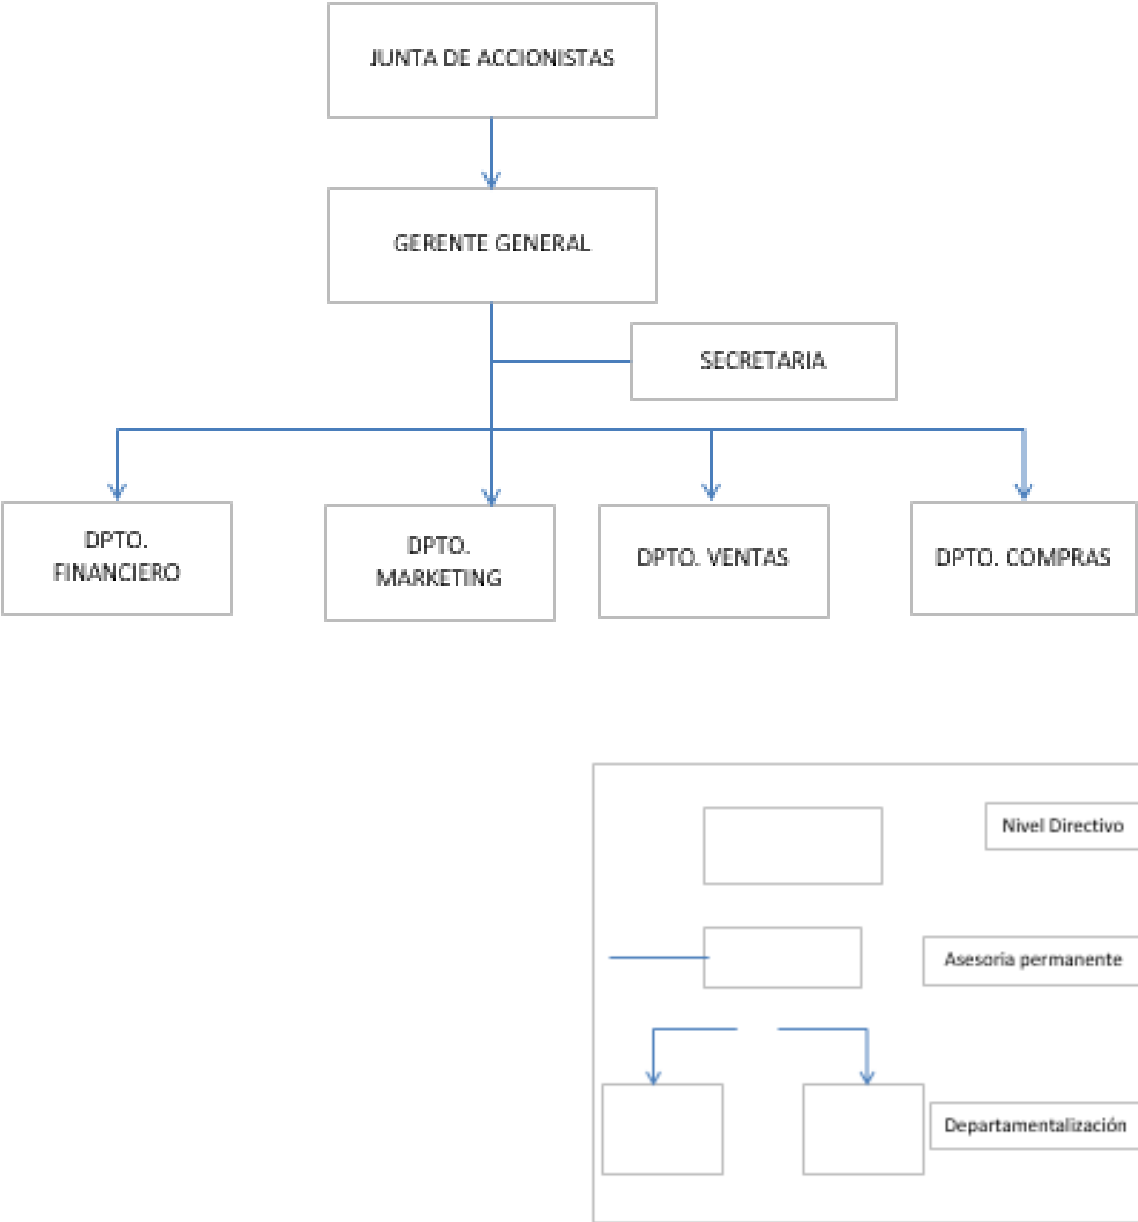 JUNTA DE ACCIONISTAS
GERENTE GENERAL
SECRETARIA
DPTO.
FINANCIERO
DPTO.
MARKETING
DPTO. VENTAS
DPTO. COMPRAS
Nivel Directivo
Asesoria permanente
Departamentalización